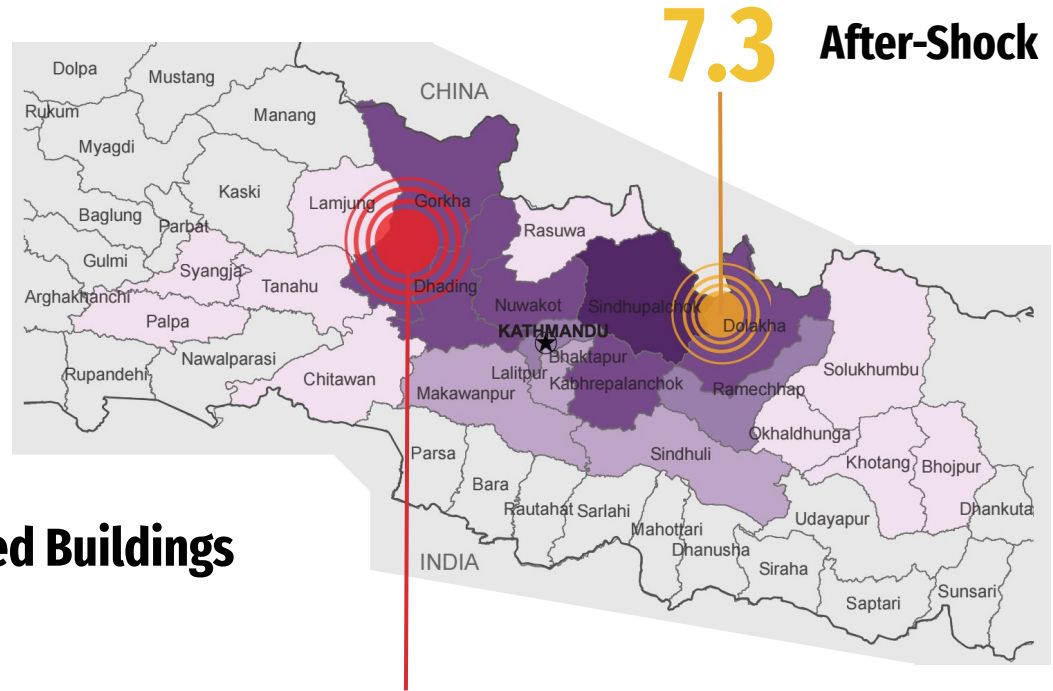 7.3
After-Shock
CHINA
Dolpa
Mustang
Rukum
Manang
Myagdi
Kaski
Lamjung
Gorkha
Baglung
Parbat
Rasuwa
Gulmi
Syangja
Tanahu
Dhading
Arghakhanchi
Nuwakot
Sindhupalchok
Palpa
Dolakha
KATHMANDU
Nawalparasi
Bhaktapur
Rupandehi
Chitawan
Lalitpur
Kabhrepalanchok
Solukhumbu
Makawanpur
Ramechhap
Okhaldhunga
Parsa
Sindhuli
Khotang
Bhojpur
Bara
Rautahat
Sarlahi
Dhankuta
Udayapur
Mahottari
ed Buildings
Dhanusha
INDIA
Siraha
Sunsari
Saptari